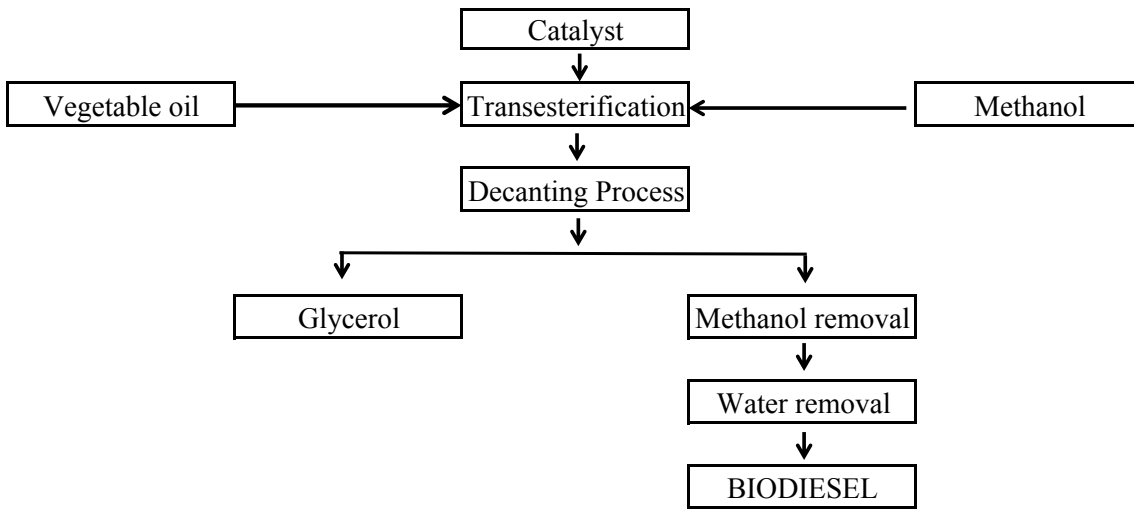 Catalyst
Vegetable oil
Transesterification
Methanol
Decanting Process
Glycerol
Methanol removal
Water removal
BIODIESEL